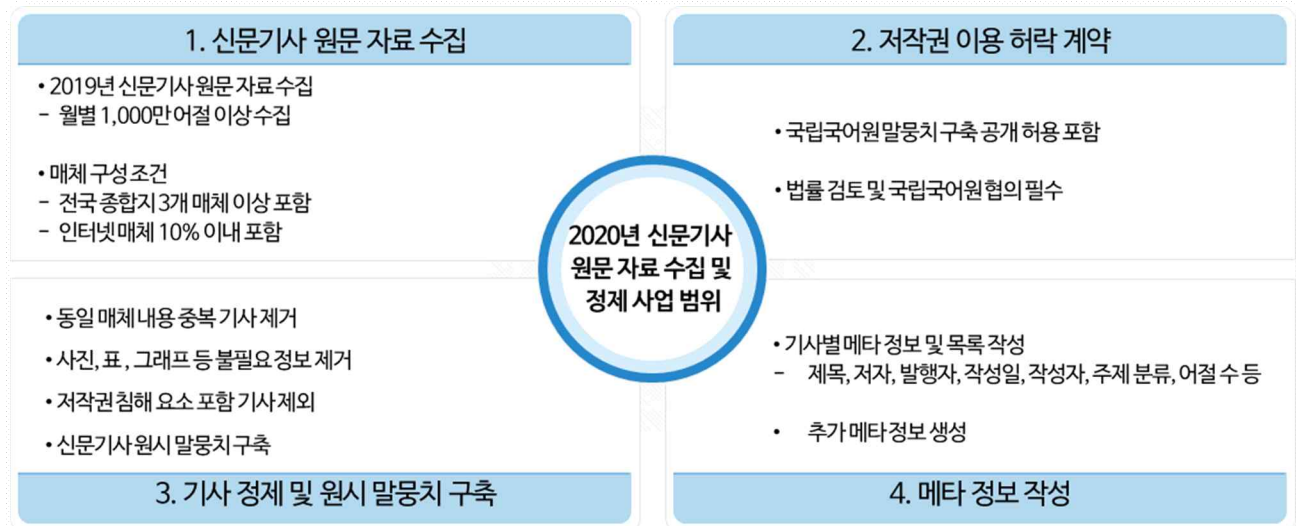 1. 신문기사 원문 자료 수집
• 2019년 신문기사 원문 자료 수집
- 월별 1,000만 어절 이상 수집
• 매체 구성 조건
- 전국 종합지 3개 매체 이상 포함
- 인터넷 매체 10% 이내 포함
2. 저작권 이용 허락 계약
• 국립국어원 말뭉치 구축 공개 허용 포함
• 법률 검토 및 국립국어원 협의 필수
2020년 신문기사
원문 자료 수집 및
정제 사업 범위
• 동일 매체 내용 중복 기사 제거
• 사진, 표, 그래프 등 불필요 정보 제거
• 저작권 침해 요소 포함 기사 제외
• 신문기사 원시 말뭉치 구축
3. 기사 정제 및 원시 말뭉치 구축
• 기사별 메타 정보 및 목록 작성
- 제목, 저자, 발행자, 작성일, 작성자, 주제 분류, 어절 수 등
• 추가 메타 정보 생성
4. 메타 정보 작성